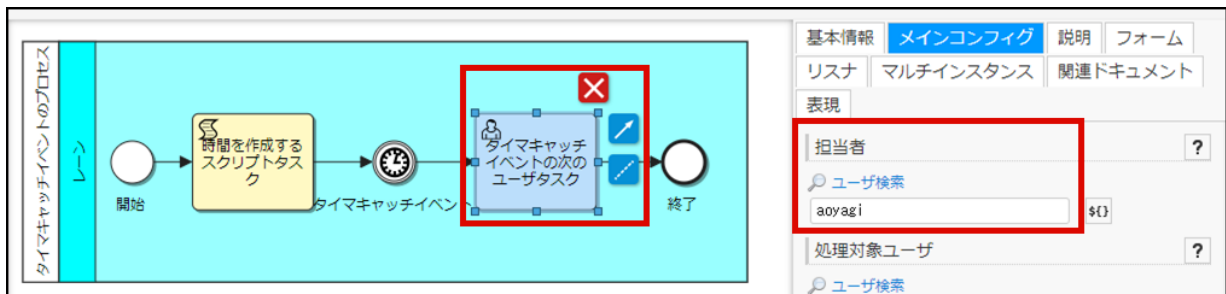 タイマキャッチイベントのプロセス
レーン
開始
時間を作成する
スクリプトタス
ク
タイマキャッチイベント
タイマキャッチ
イベントの次の
ユーザタスク
終了
基本情報 メインコンフィグ 説明 フォーム
リスナ マルチインスタンス 関連ドキュメント
表現
担当者 ?
ユーザ検索
aoyagi ${}
処理対象ユーザ ?
ユーザ検索